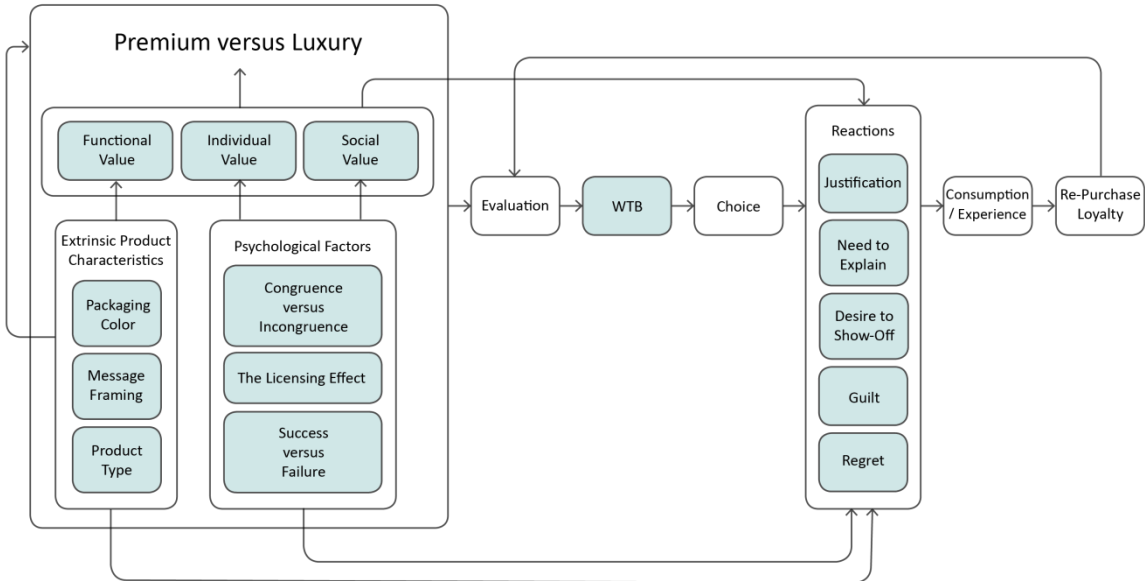 Premium versus Luxury
Functional
Value
Individual
Value
Social
Value
Extrinsic Product
Characteristics
Packaging
Color
Message
Framing
Product
Type
Psychological Factors
Congruence
versus
Incongruence
The Licensing Effect
Success
versus
Failure
Evaluation
WTB
Choice
Reactions
Justification
Need to
Explain
Desire to
Show-Off
Guilt
Regret
Consumption
/ Experience
Re-Purchase
Loyalty